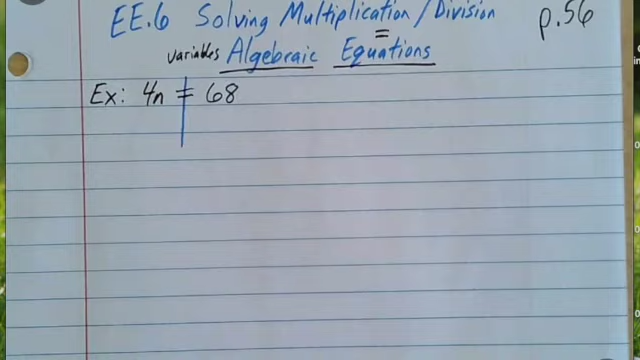 EE.6 Solving Multiplication/Division p.56
=
variables Algebraic Equations
Ex: 4n = 68